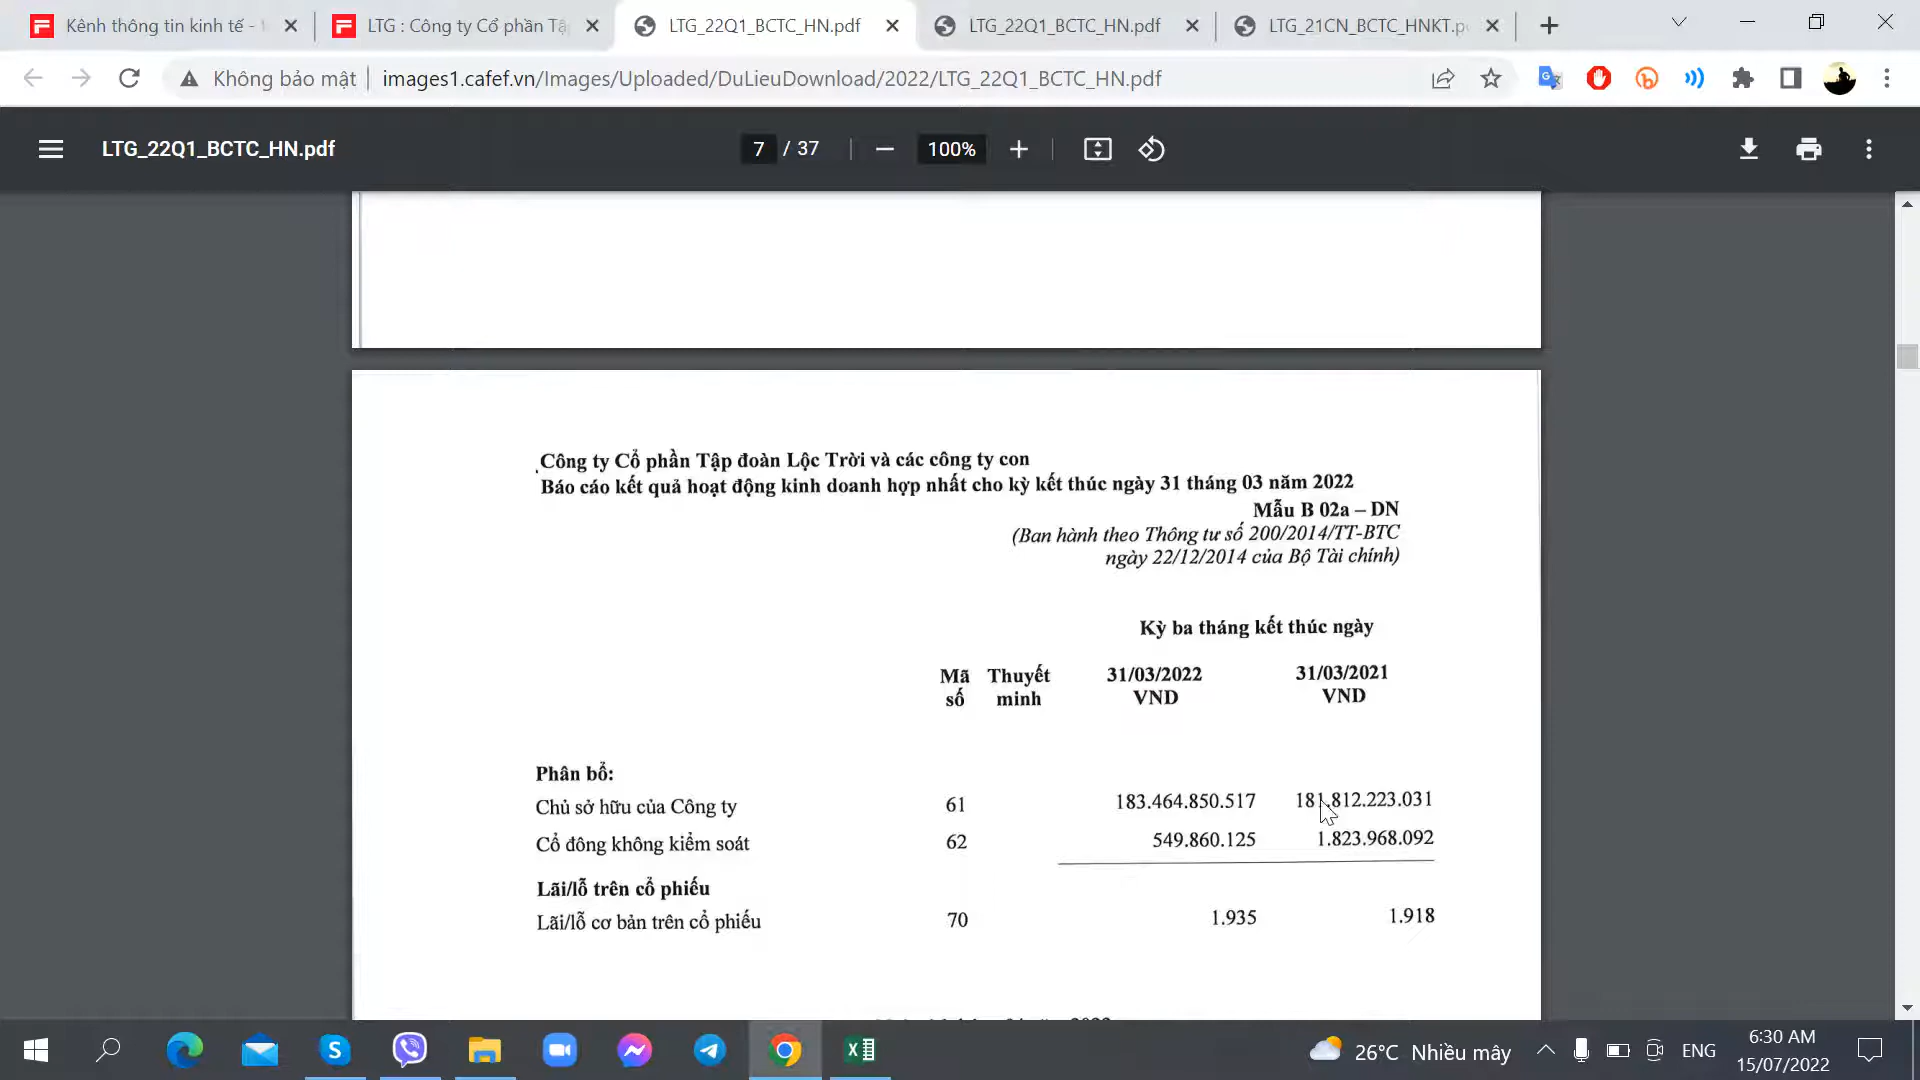 Kênh thông tin kinh tế -
LTG : Công ty Cổ phần Tậ
LTG_22Q1_BCTC_HN.pdf
LTG_22Q1_BCTC_HN.pdf
LTG_21CN_BCTC_HNKT.p
Không bảo mật
images1.cafef.vn/Images/Uploaded/DuLieuDownload/2022/LTG_22Q1_BCTC_HN.pdf
LTG_22Q1_BCTC_HN.pdf
7 / 37
100%
Công ty Cổ phần Tập đoàn Lộc Trời và các công ty con
Báo cáo kết quả hoạt động kinh doanh hợp nhất cho kỳ kết thúc ngày 31 tháng 03 năm 2022
Mẫu B 02a – DN
(Ban hành theo Thông tư số 200/2014/TT-BTC
ngày 22/12/2014 của Bộ Tài chính)
Kỳ ba tháng kết thúc ngày
Mã số Thuyết minh 31/03/2022 VND 31/03/2021 VND
Phân bổ:
Chủ sở hữu của Công ty 61 183.464.850.517 181.812.223.031
Cổ đông không kiểm soát 62 549.860.125 1.823.968.092
Lãi/lỗ trên cổ phiếu
Lãi/lỗ cơ bản trên cổ phiếu 70 1.935 1.918
26°C Nhiều mây
ENG
6:30 AM
15/07/2022